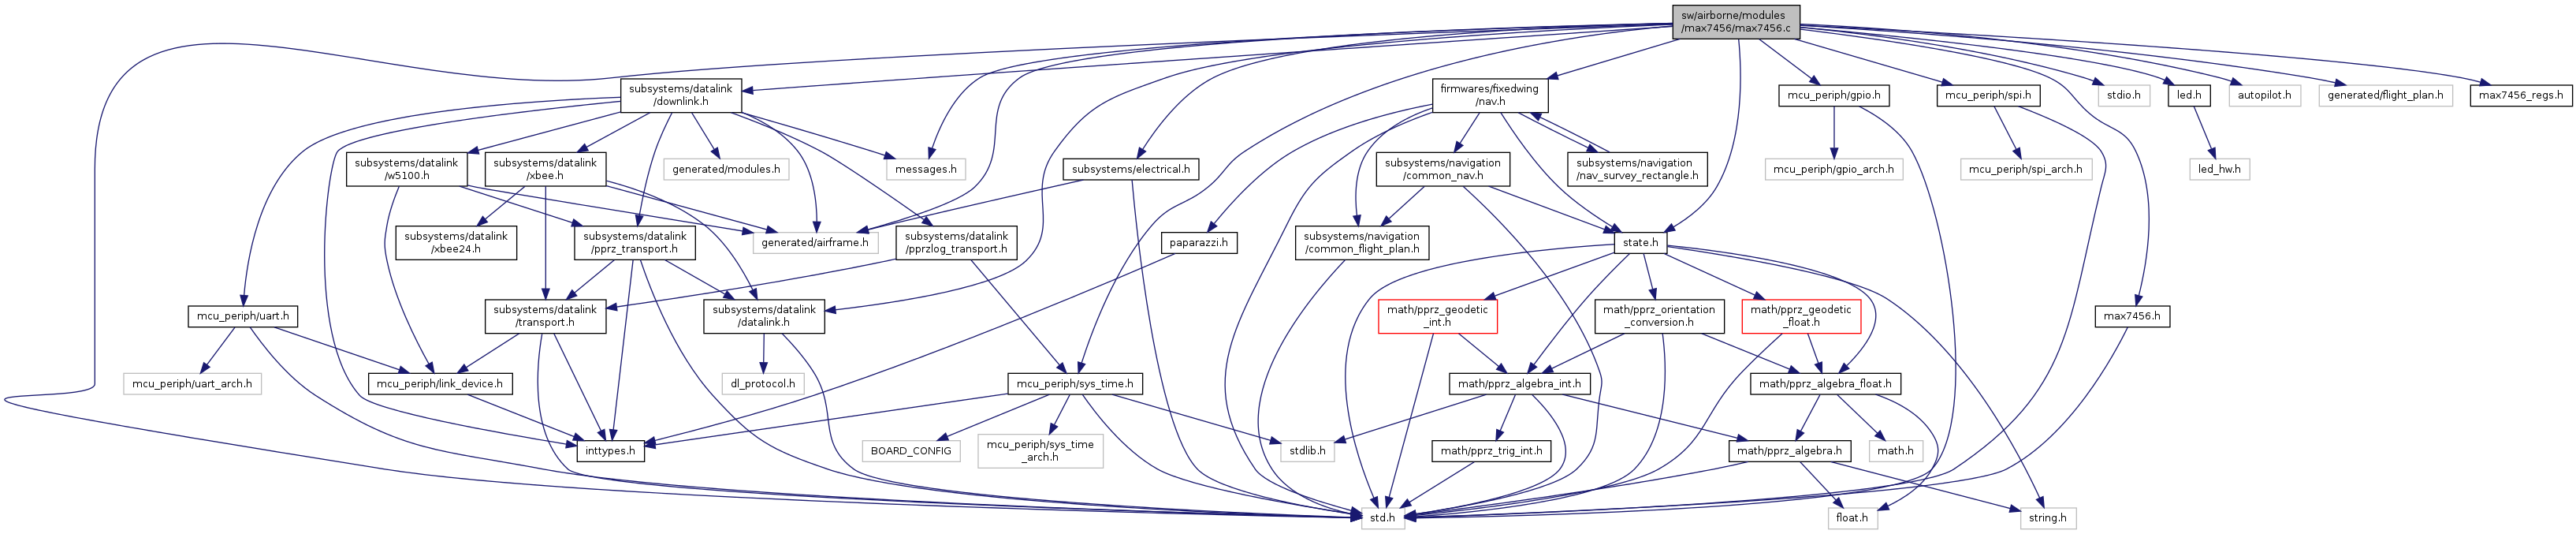 sw/airborne/modules
/max7456/max7456.c
subsystems/datalink
/downlink.h
firmwares/fixedwing
/nav.h
mcu_periph/gpio.h
mcu_periph/spi.h
stdio.h
led.h
autopilot.h
generated/flight_plan.h
max7456_regs.h
subsystems/datalink
/w5100.h
subsystems/datalink
/xbee.h
generated/modules.h
messages.h
subsystems/electrical.h
subsystems/navigation
/common_nav.h
subsystems/navigation
/nav_survey_rectangle.h
mcu_periph/gpio_arch.h
mcu_periph/spi_arch.h
led_hw.h
subsystems/datalink
/xbee24.h
subsystems/datalink
/pprz_transport.h
generated/airframe.h
subsystems/datalink
/pprzlog_transport.h
paparazzi.h
subsystems/navigation
/common_flight_plan.h
state.h
mcu_periph/uart.h
subsystems/datalink
/transport.h
subsystems/datalink
/datalink.h
math/pprz_geodetic
_int.h
math/pprz_orientation
_conversion.h
math/pprz_geodetic
_float.h
max7456.h
mcu_periph/uart_arch.h
mcu_periph/link_device.h
dl_protocol.h
mcu_periph/sys_time.h
math/pprz_algebra_int.h
math/pprz_algebra_float.h
inttypes.h
BOARD_CONFIG
mcu_periph/sys_time
_arch.h
stdlib.h
math/pprz_trig_int.h
math/pprz_algebra.h
math.h
std.h
float.h
string.h